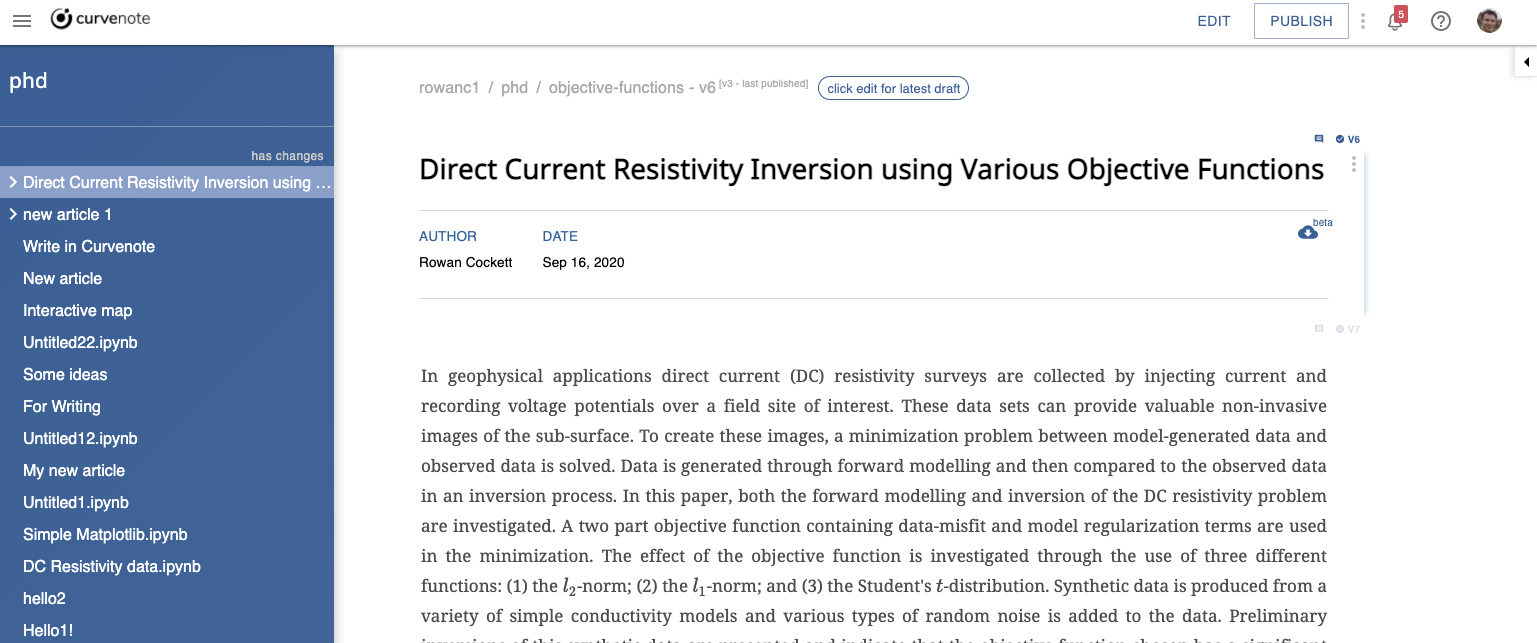 curvenote
EDIT
PUBLISH
5
phd
has changes
Direct Current Resistivity Inversion using ...
new article 1
Write in Curvenote
New article
Interactive map
Untitled22.ipynb
Some ideas
For Writing
Untitled12.ipynb
My new article
Untitled1.ipynb
Simple Matplotlib.ipynb
DC Resistivity data.ipynb
hello2
Hello1!
rowanc1 / phd / objective-functions - v6 [v3 - last published] click edit for latest draft
V6
Direct Current Resistivity Inversion using Various Objective Functions
beta
AUTHOR DATE
Rowan Cockett Sep 16, 2020
V7
In geophysical applications direct current (DC) resistivity surveys are collected by injecting current and
recording voltage potentials over a field site of interest. These data sets can provide valuable non-invasive
images of the sub-surface. To create these images, a minimization problem between model-generated data and
observed data is solved. Data is generated through forward modelling and then compared to the observed data
in an inversion process. In this paper, both the forward modelling and inversion of the DC resistivity problem
are investigated. A two part objective function containing data-misfit and model regularization terms are used
in the minimization. The effect of the objective function is investigated through the use of three different
functions: (1) the l₂-norm; (2) the l₁-norm; and (3) the Student's t-distribution. Synthetic data is produced from a
variety of simple conductivity models and various types of random noise is added to the data. Preliminary